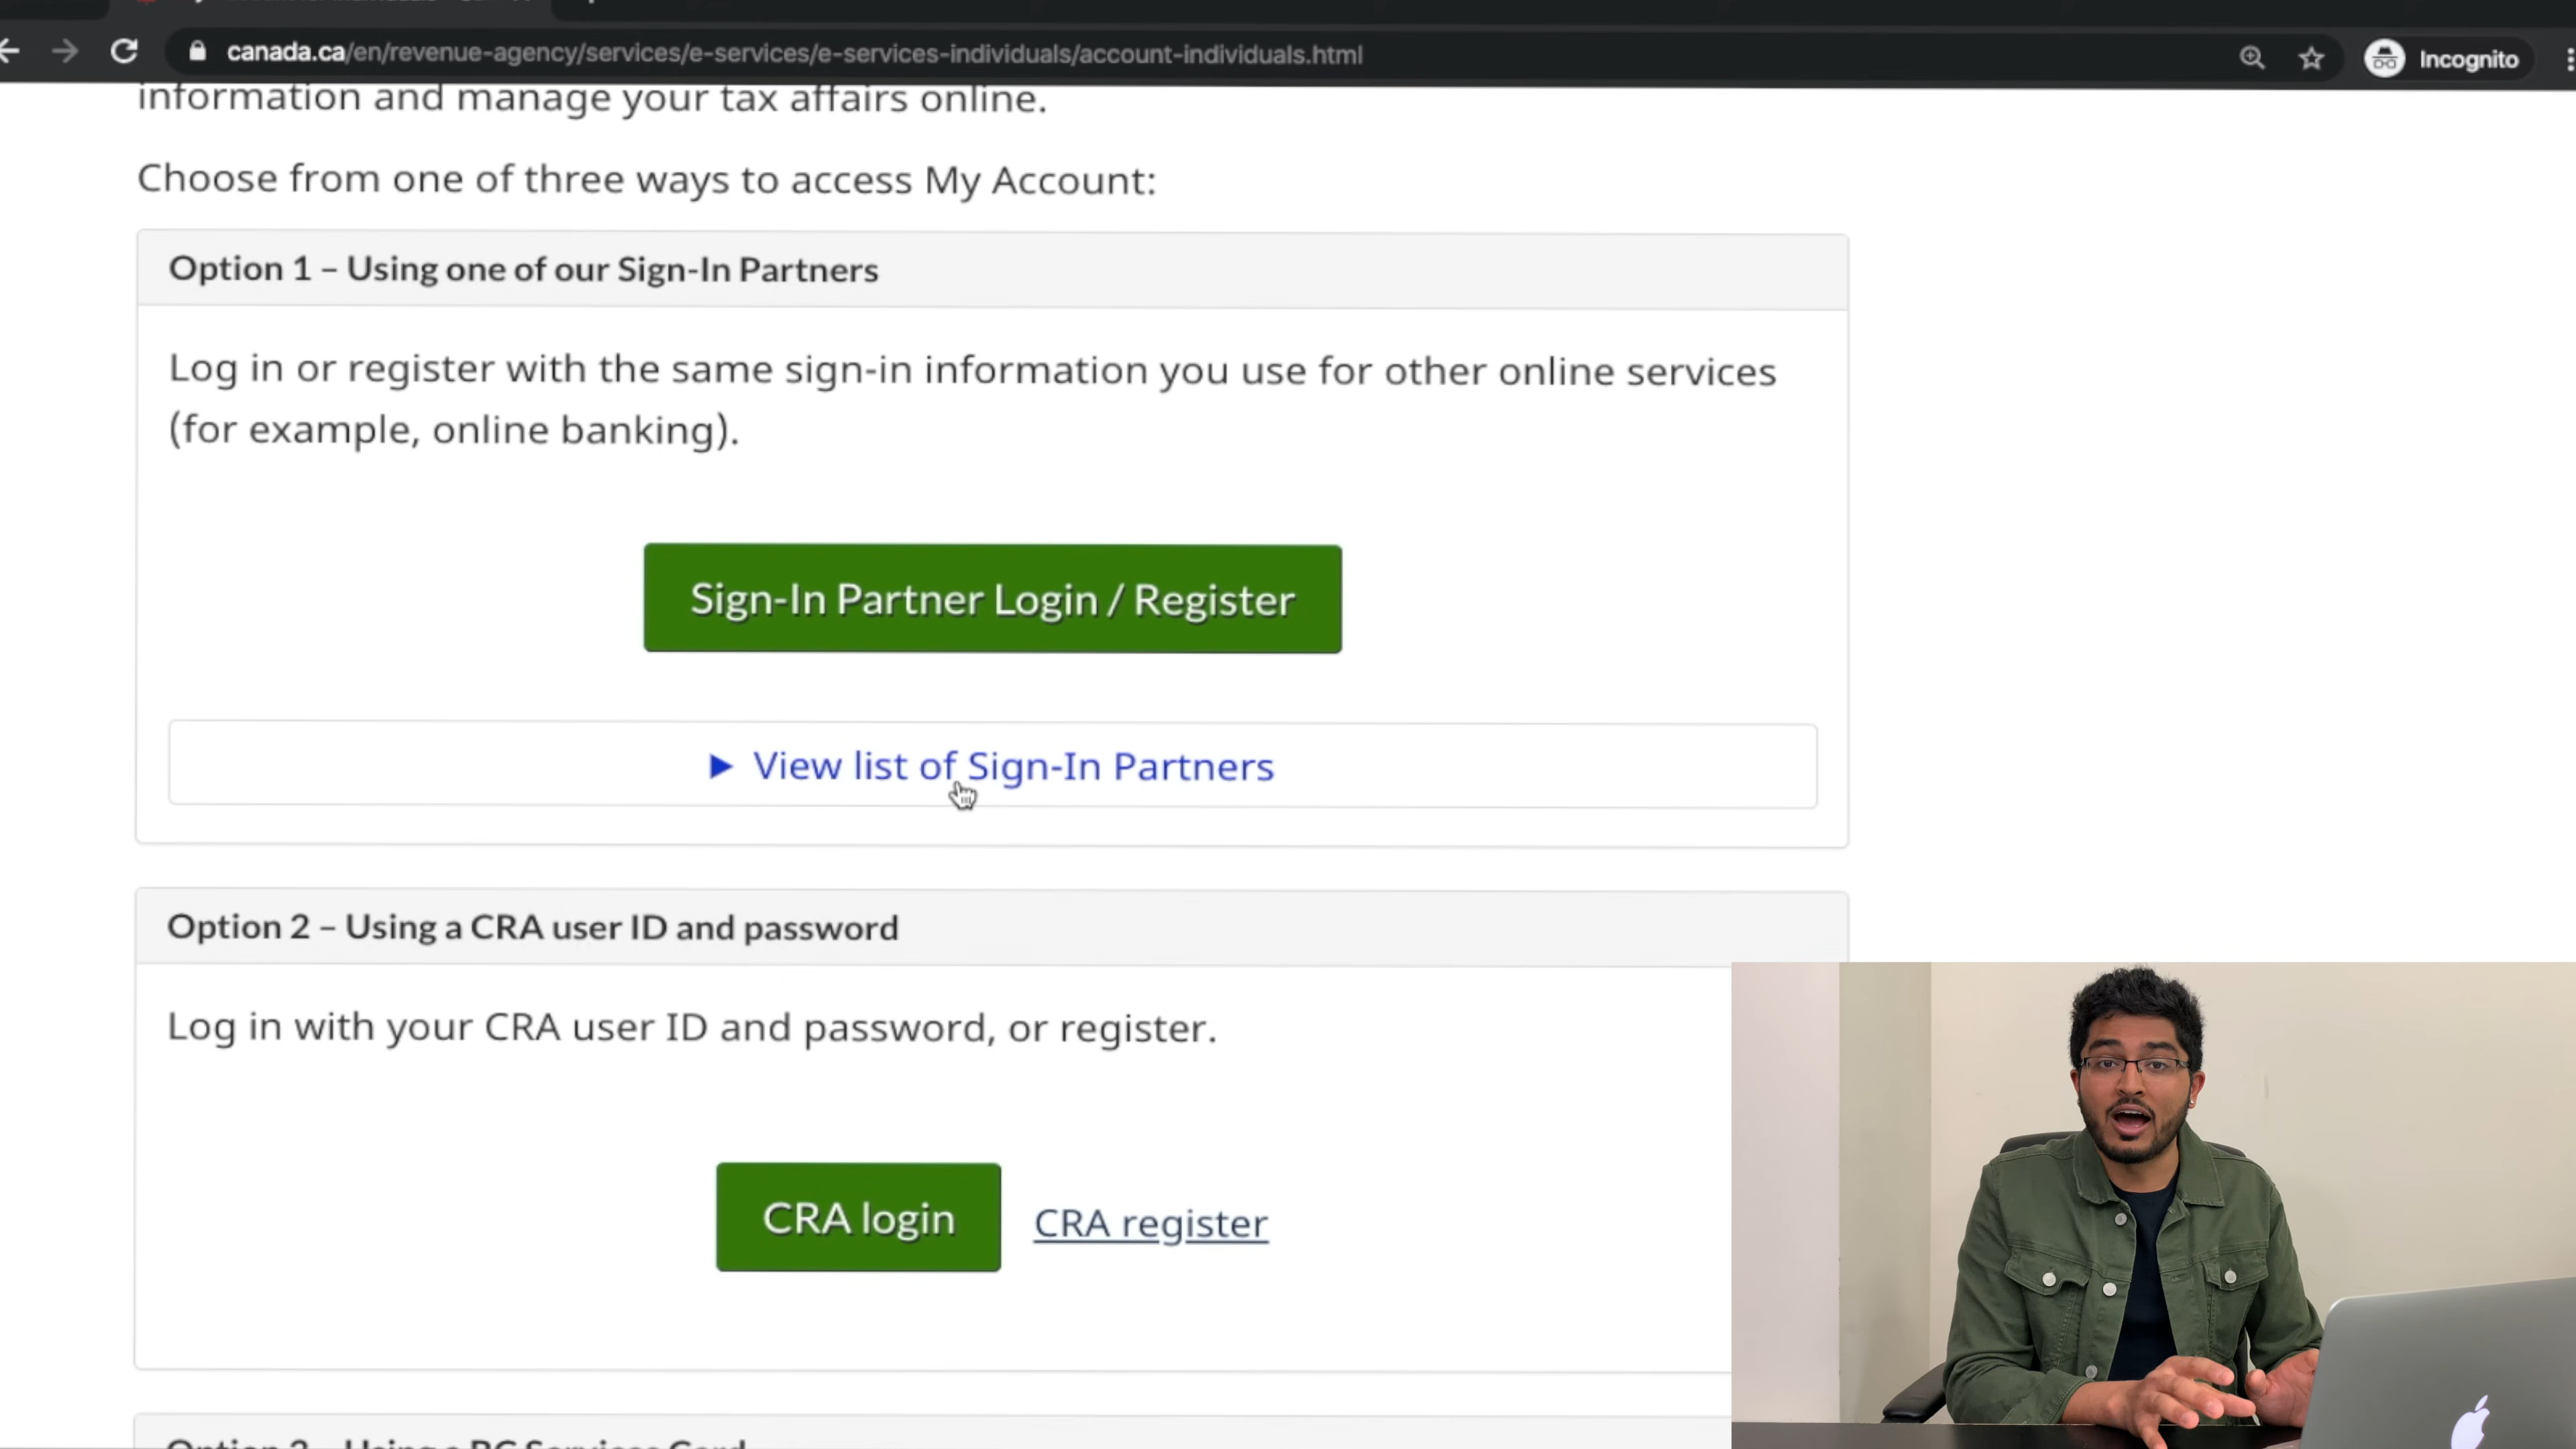 canada.ca/en/revenue-agency/services/e-services/e-services-individuals/account-individuals.html
Incognito
information and manage your tax affairs online.
Choose from one of three ways to access My Account:
Option 1 – Using one of our Sign-In Partners
Log in or register with the same sign-in information you use for other online services
(for example, online banking).
Sign-In Partner Login / Register
View list of Sign-In Partners
Option 2 – Using a CRA user ID and password
Log in with your CRA user ID and password, or register.
CRA login
CRA register
Using a BC Services Card